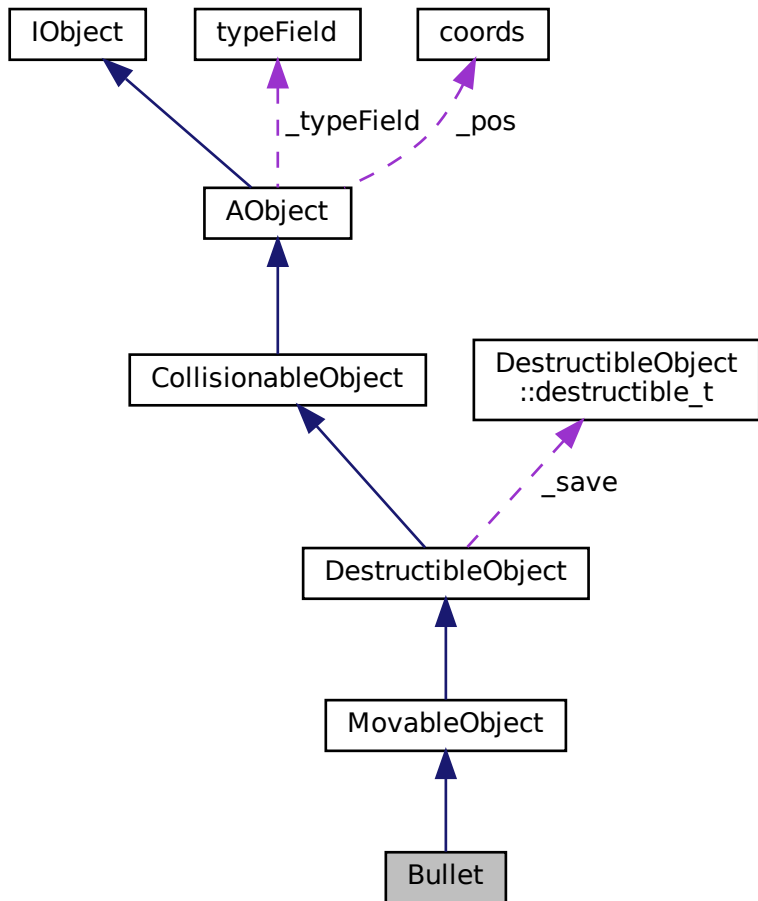 IObject
typeField
coords
_typeField
_pos
AObject
CollisionableObject
DestructibleObject
::destructible_t
_save
DestructibleObject
MovableObject
Bullet